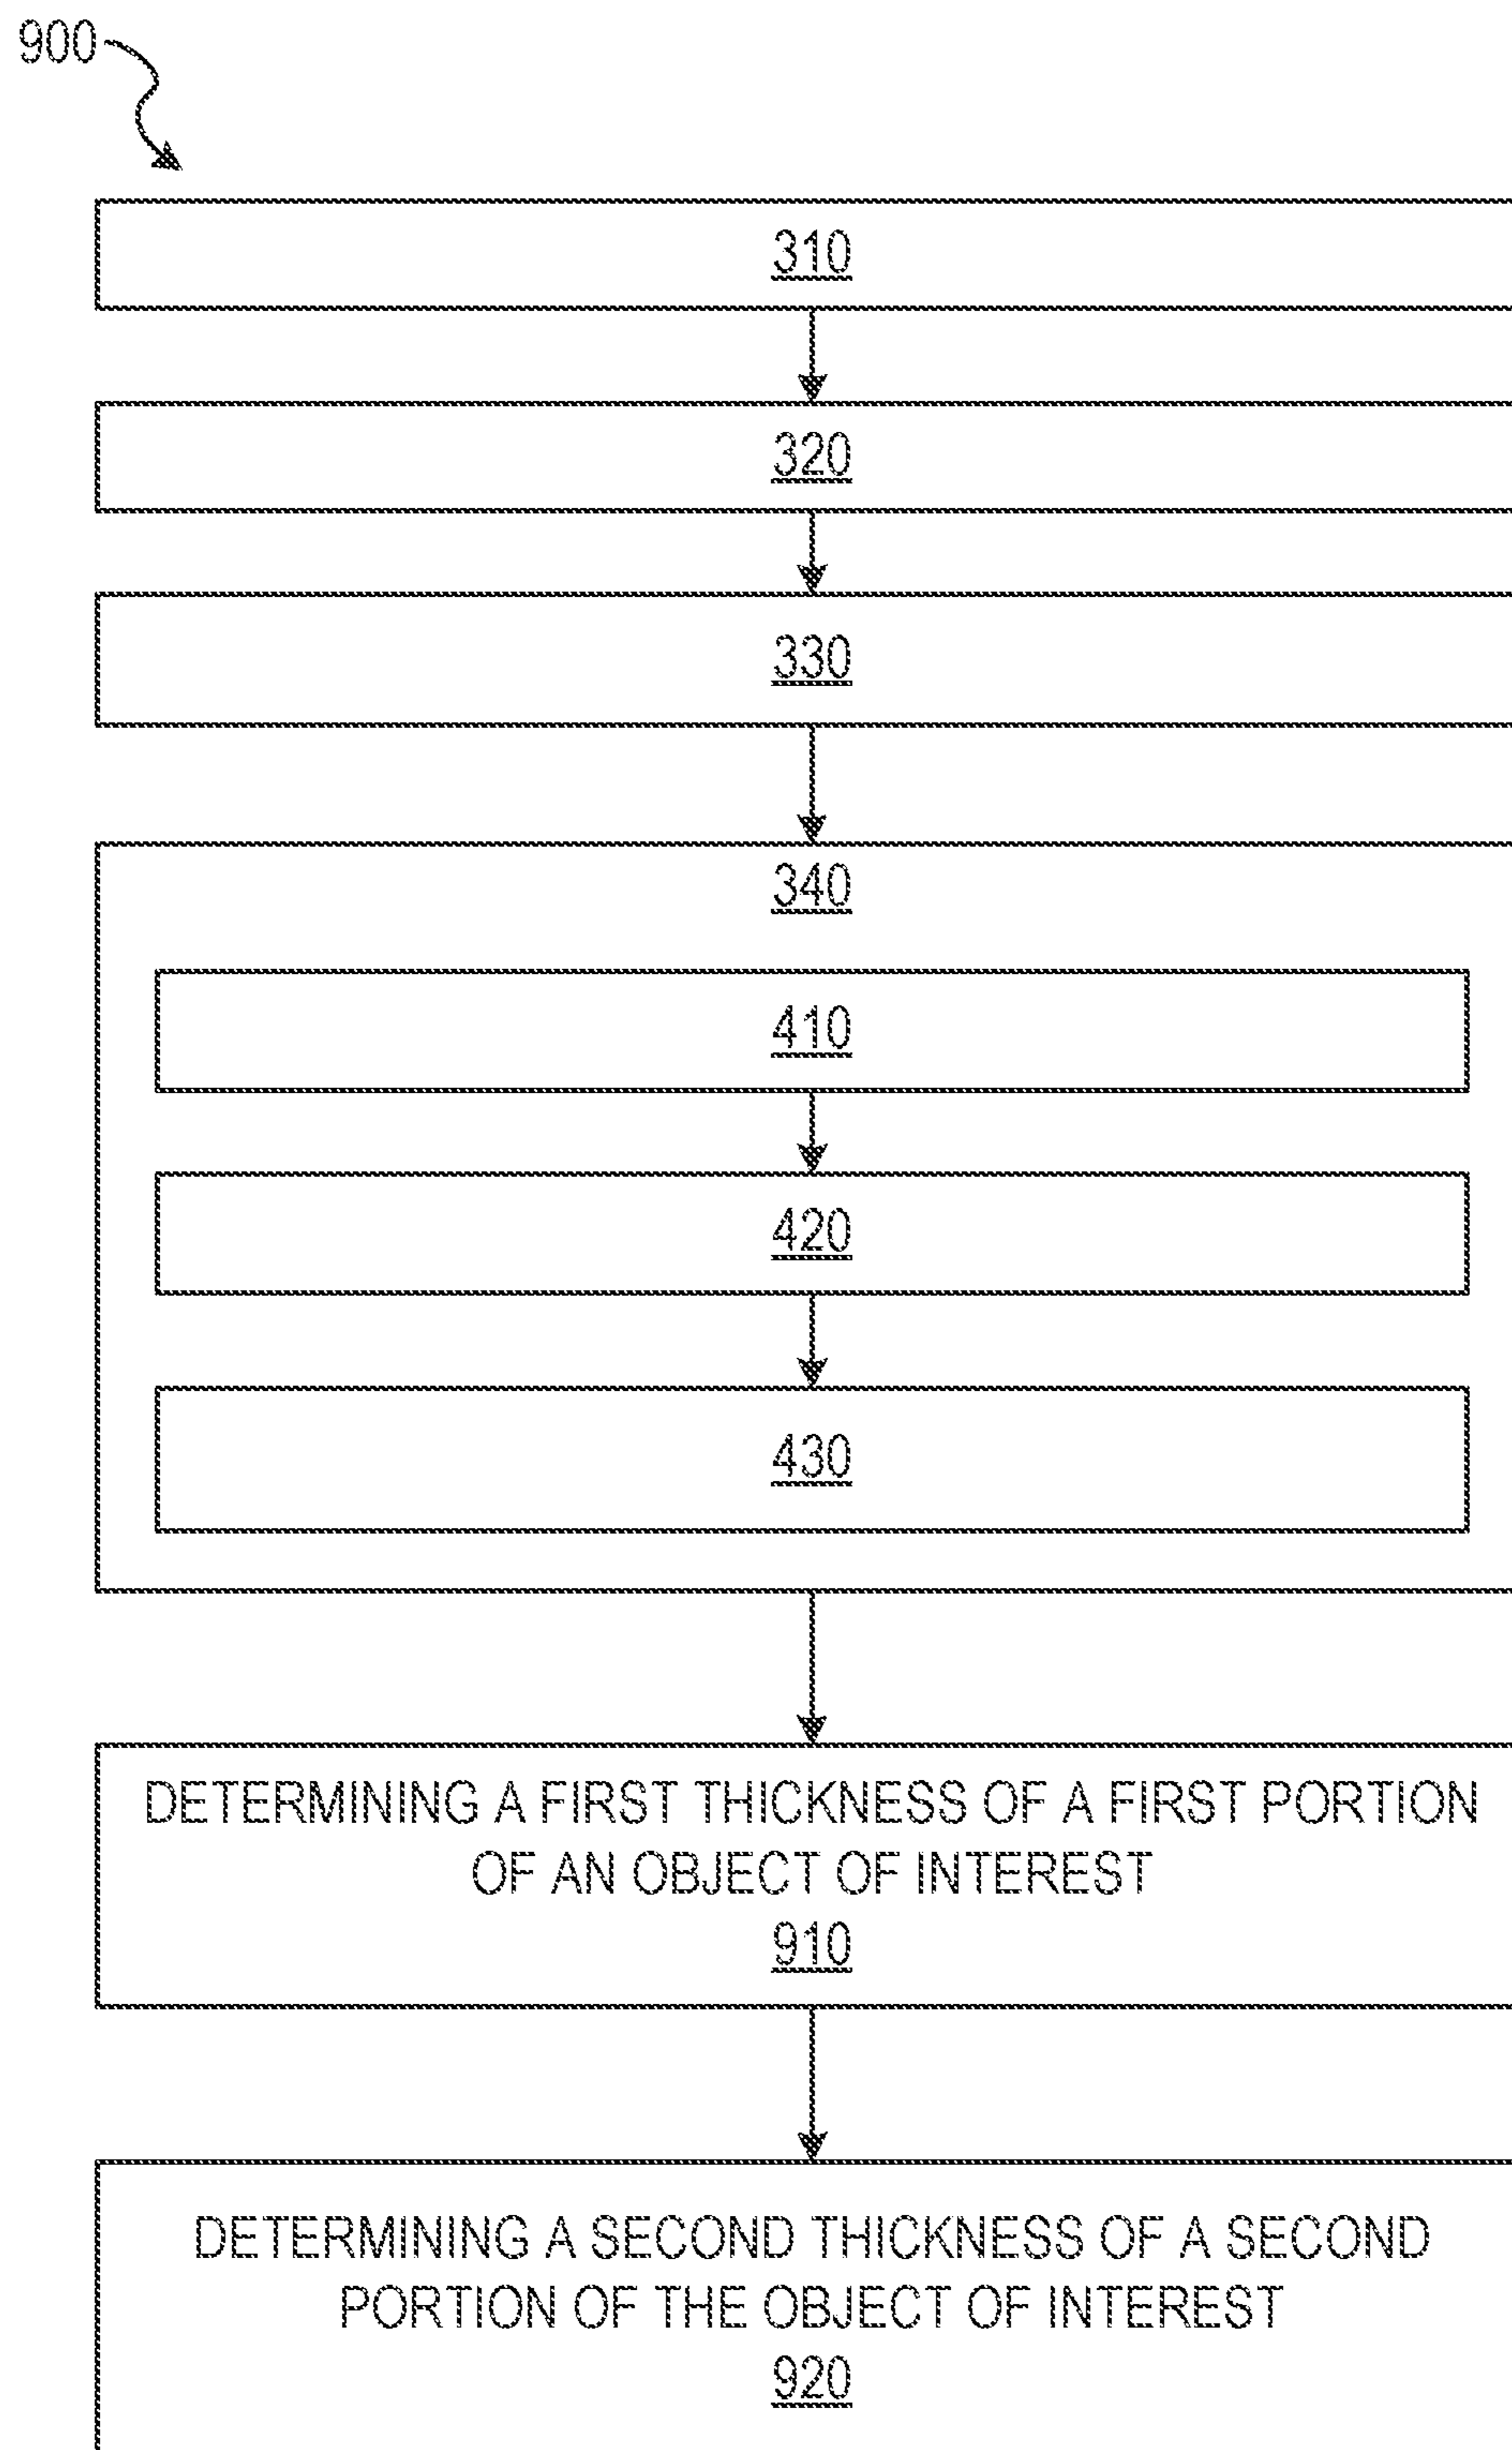 900
310
320
330
340
410
420
430
DETERMINING A FIRST THICKNESS OF A FIRST PORTION
OF AN OBJECT OF INTEREST
910
DETERMINING A SECOND THICKNESS OF A SECOND
PORTION OF THE OBJECT OF INTEREST
920